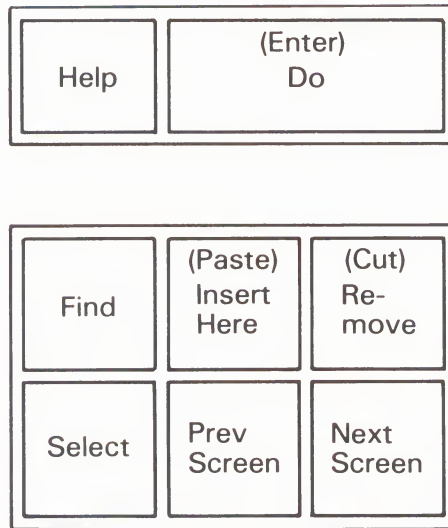 Help
(Enter)
Do
Find
(Paste)
Insert
Here
(Cut)
Re-
move
Select
Prev
Screen
Next
Screen